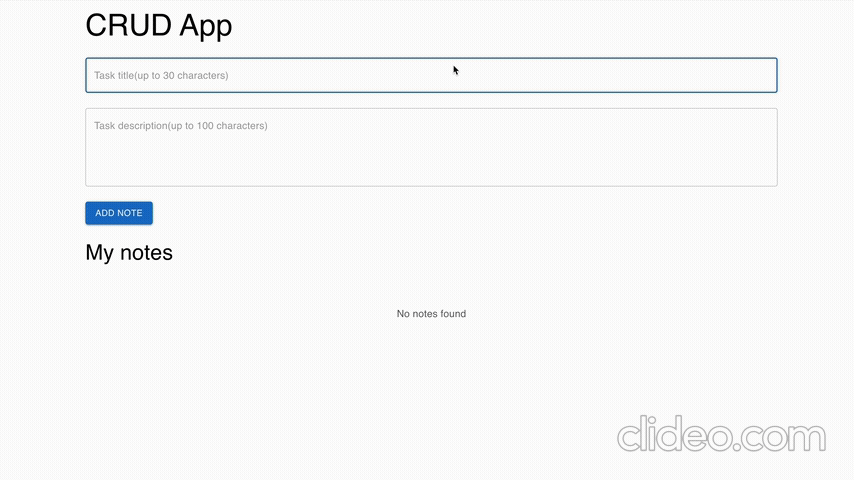 CRUD App
Task title(up to 30 characters)
Task description(up to 100 characters)
ADD NOTE
My notes
No notes found
clideo.com